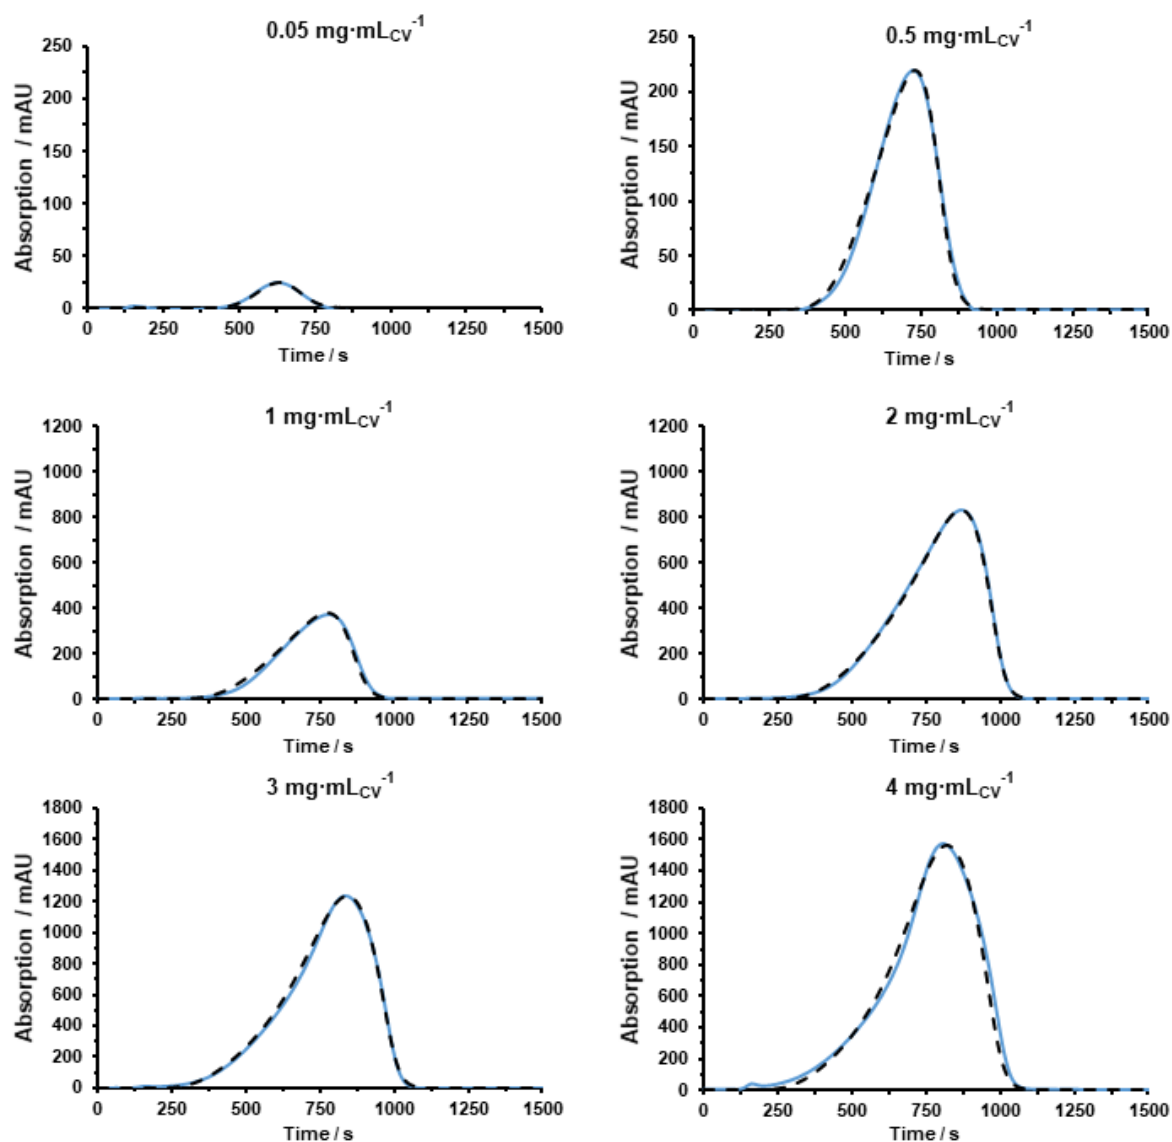 0.05 mg·mLCV-1
0.5 mg·mLCV-1
Absorption / mAU
250
200
150
100
50
0
0 250 500 750 1000 1250 1500
Time / s
Absorption / mAU
250
200
150
100
50
0
0 250 500 750 1000 1250 1500
Time / s
1 mg·mLCV-1
2 mg·mLCV-1
Absorption / mAU
1200
1000
800
600
400
200
0
0 250 500 750 1000 1250 1500
Time / s
Absorption / mAU
1200
1000
800
600
400
200
0
0 250 500 750 1000 1250 1500
Time / s
3 mg·mLCV-1
4 mg·mLCV-1
Absorption / mAU
1800
1600
1400
1200
1000
800
600
400
200
0
0 250 500 750 1000 1250 1500
Time / s
Absorption / mAU
1800
1600
1400
1200
1000
800
600
400
200
0
0 250 500 750 1000 1250 1500
Time / s